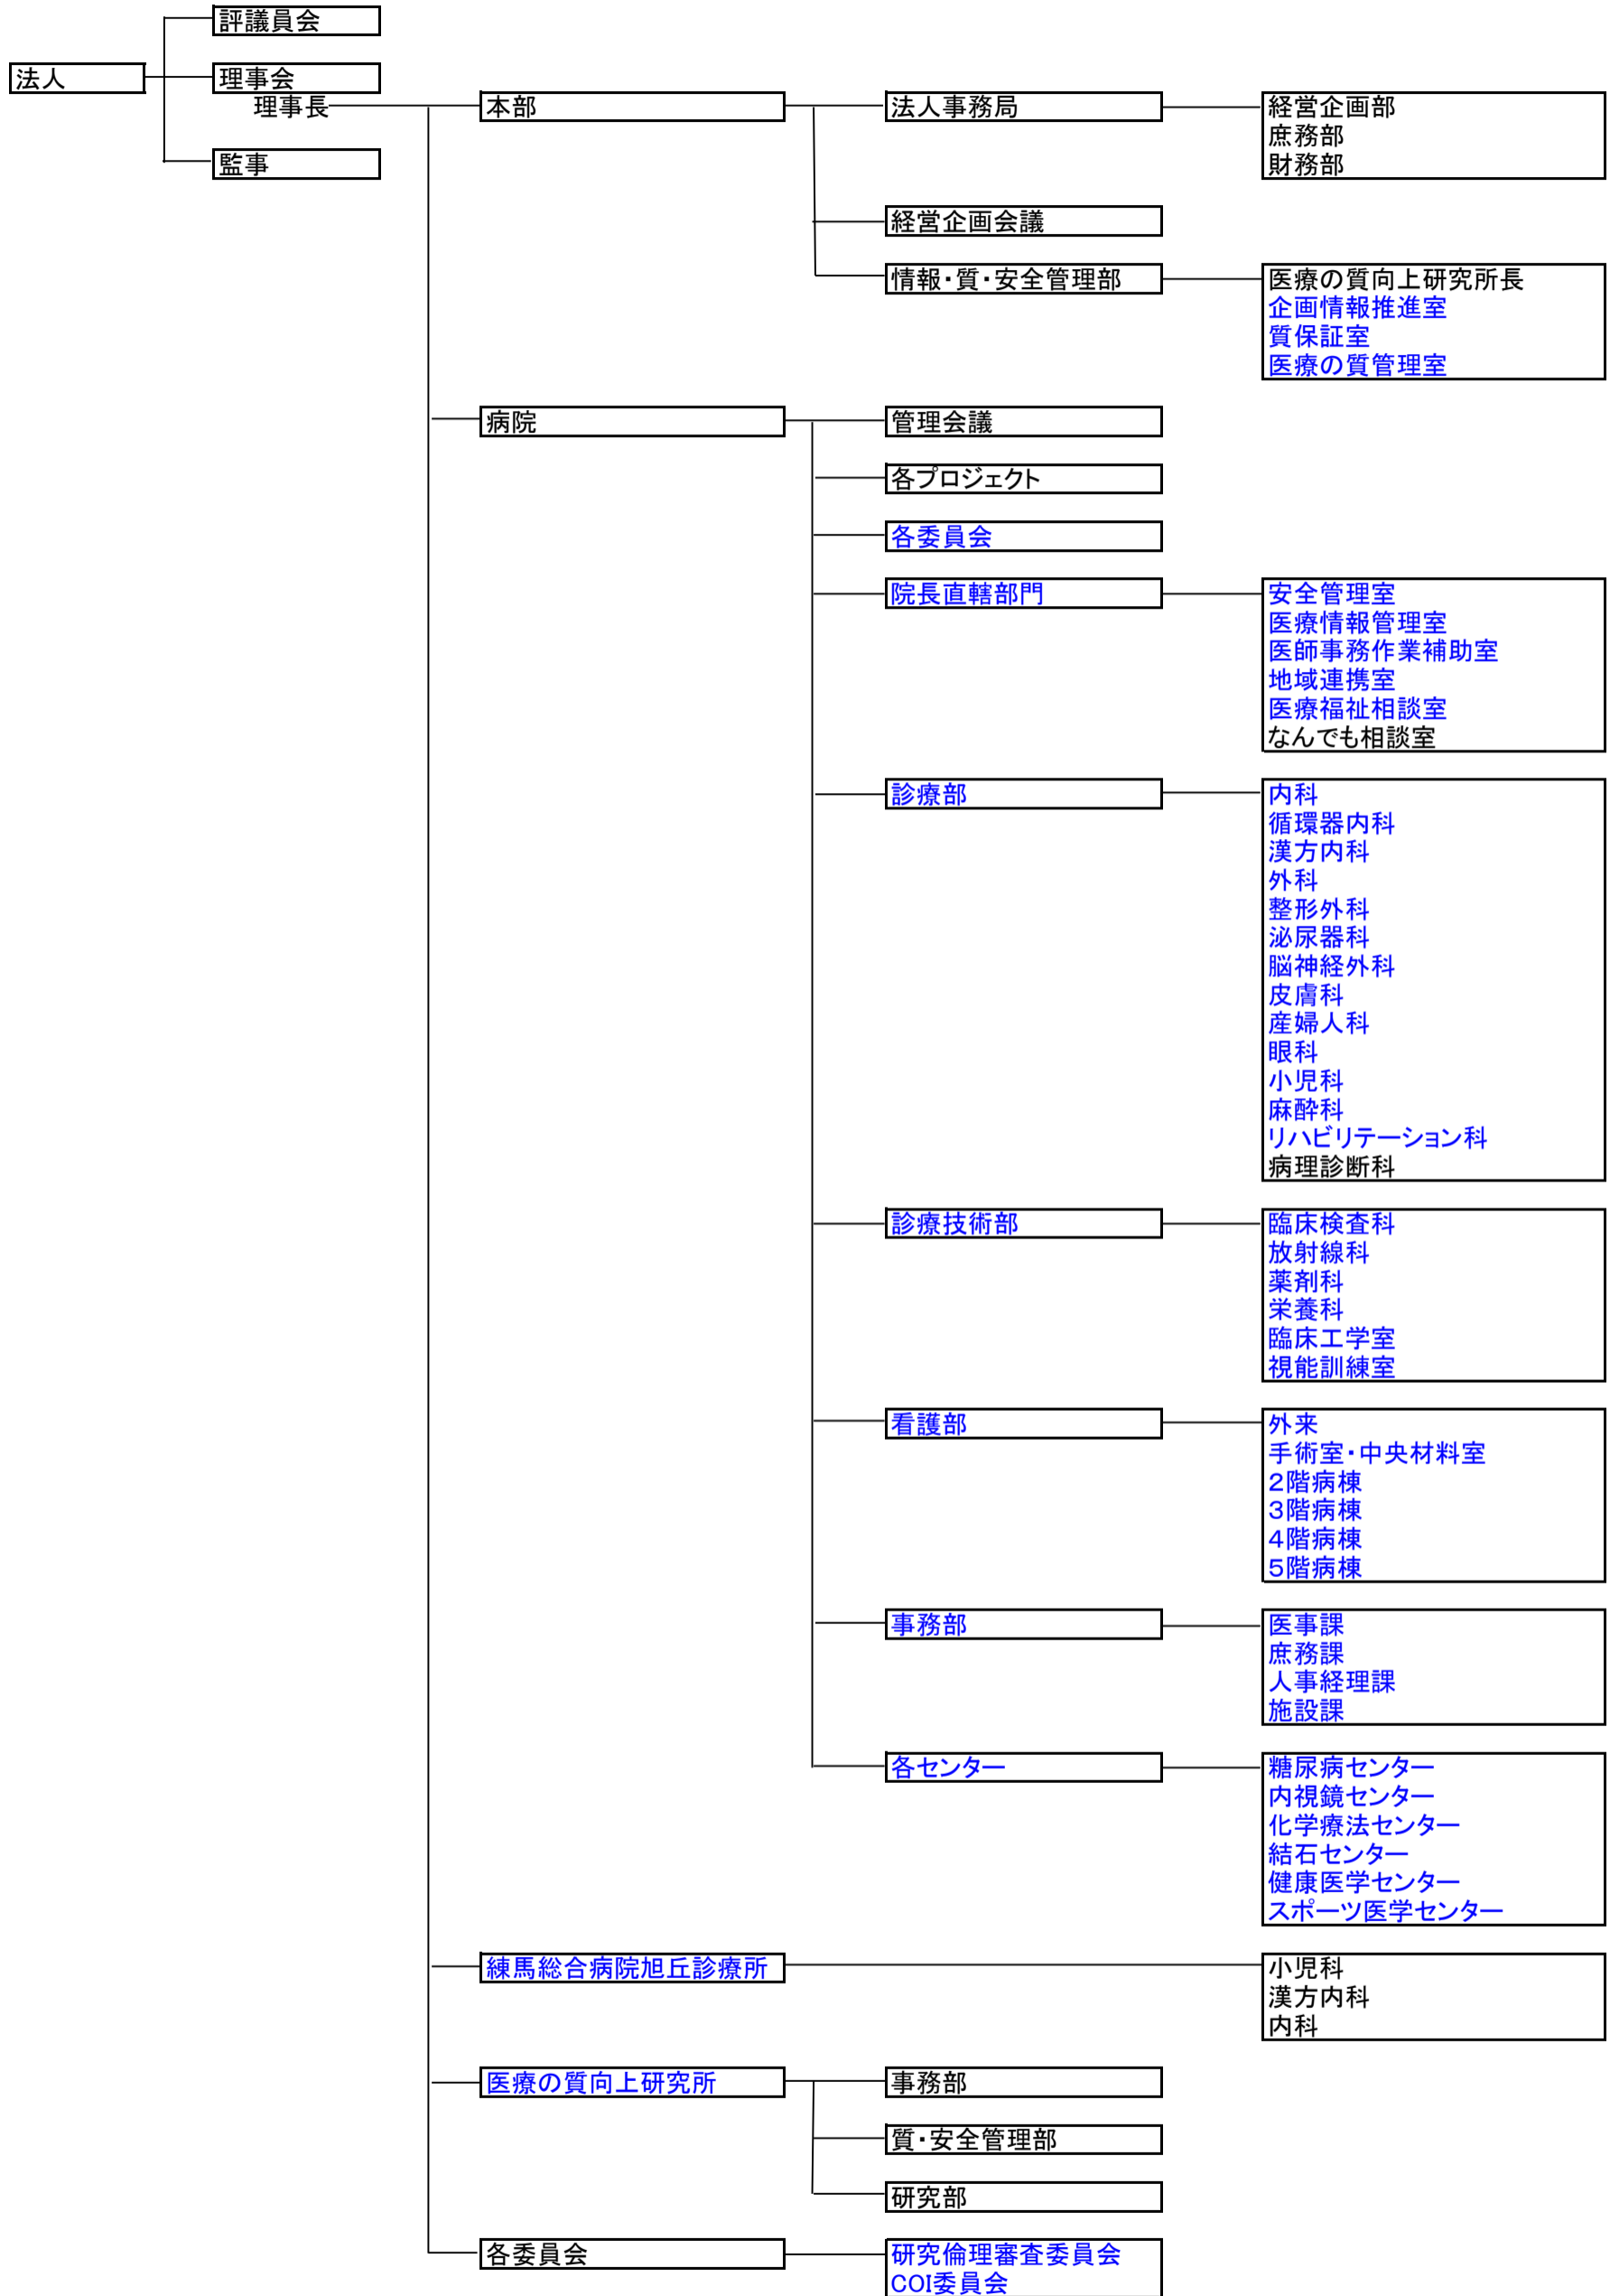 評議員会
法人
理事会
理事長
監事
本部
法人事務局
経営企画部
庶務部
財務部
経営企画会議
情報・質・安全管理部
医療の質向上研究所長
企画情報推進室
質保証室
医療の質管理室
病院
管理会議
各プロジェクト
各委員会
院長直轄部門
安全管理室
医療情報管理室
医師事務作業補助室
地域連携室
医療福祉相談室
なんでも相談室
診療部
内科
循環器内科
漢方内科
外科
整形外科
泌尿器科
脳神経外科
皮膚科
産婦人科
眼科
小児科
麻酔科
リハビリテーション科
病理診断科
診療技術部
臨床検査科
放射線科
薬剤科
栄養科
臨床工学室
視能訓練室
看護部
外来
手術室・中央材料室
2階病棟
3階病棟
4階病棟
5階病棟
事務部
医事課
庶務課
人事経理課
施設課
各センター
糖尿病センター
内視鏡センター
化学療法センター
結石センター
健康医学センター
スポーツ医学センター
練馬総合病院旭丘診療所
小児科
漢方内科
内科
医療の質向上研究所
事務部
質・安全管理部
研究部
各委員会
研究倫理審査委員会
COI委員会